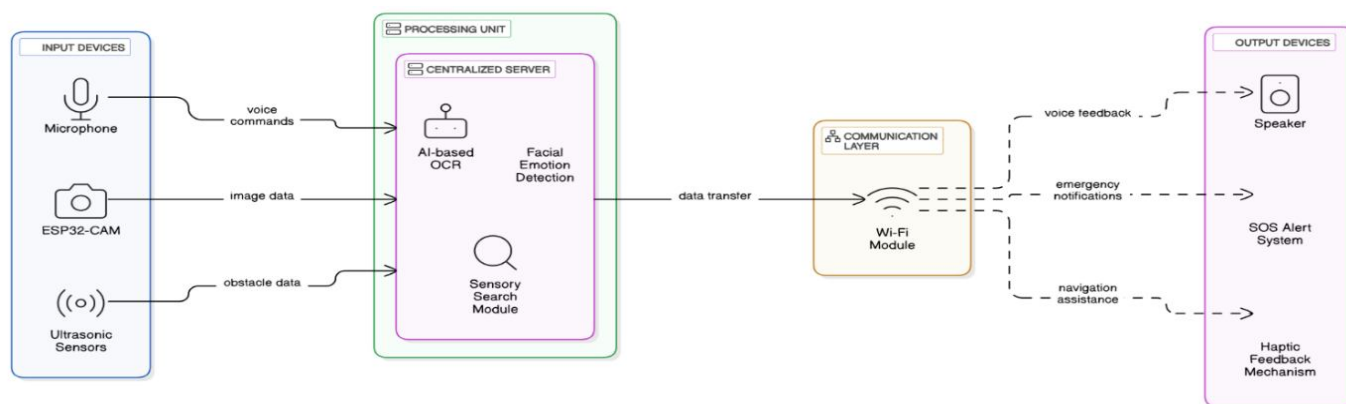 INPUT DEVICES
Microphone
ESP32-CAM
Ultrasonic
Sensors
voice
commands
image data
obstacle data
PROCESSING UNIT
CENTRALIZED SERVER
AI-based
OCR
Facial
Emotion
Detection
Sensory
Search
Module
data transfer
COMMUNICATION
LAYER
Wi-Fi
Module
voice feedback
emergency
notifications
navigation
assistance
OUTPUT DEVICES
Speaker
SOS Alert
System
Haptic
Feedback
Mechanism